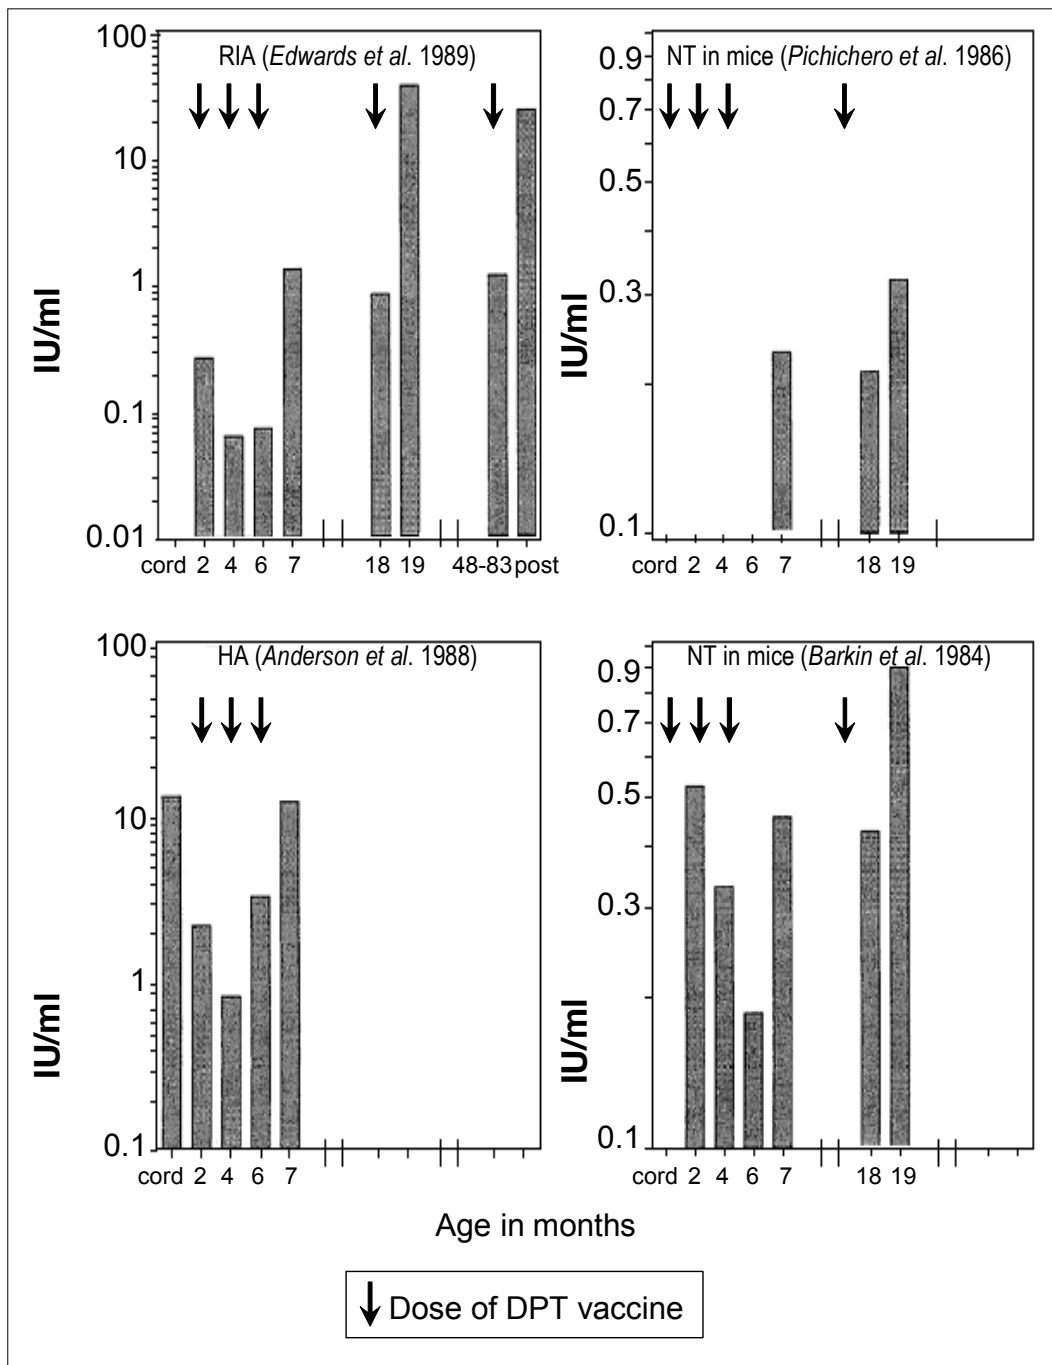 RIA (Edwards et al. 1989)
100
10
1
0.1
0.01
IU/ml
cord 2 4 6 7 18 19 48-83 post
NT in mice (Pichichero et al. 1986)
0.9
0.7
0.5
0.3
0.1
IU/ml
cord 2 4 6 7 18 19
HA (Anderson et al. 1988)
100
10
1
0.1
IU/ml
cord 2 4 6 7
NT in mice (Barkin et al. 1984)
0.9
0.7
0.5
0.3
0.1
IU/ml
cord 2 4 6 7 18 19
Age in months
Dose of DPT vaccine